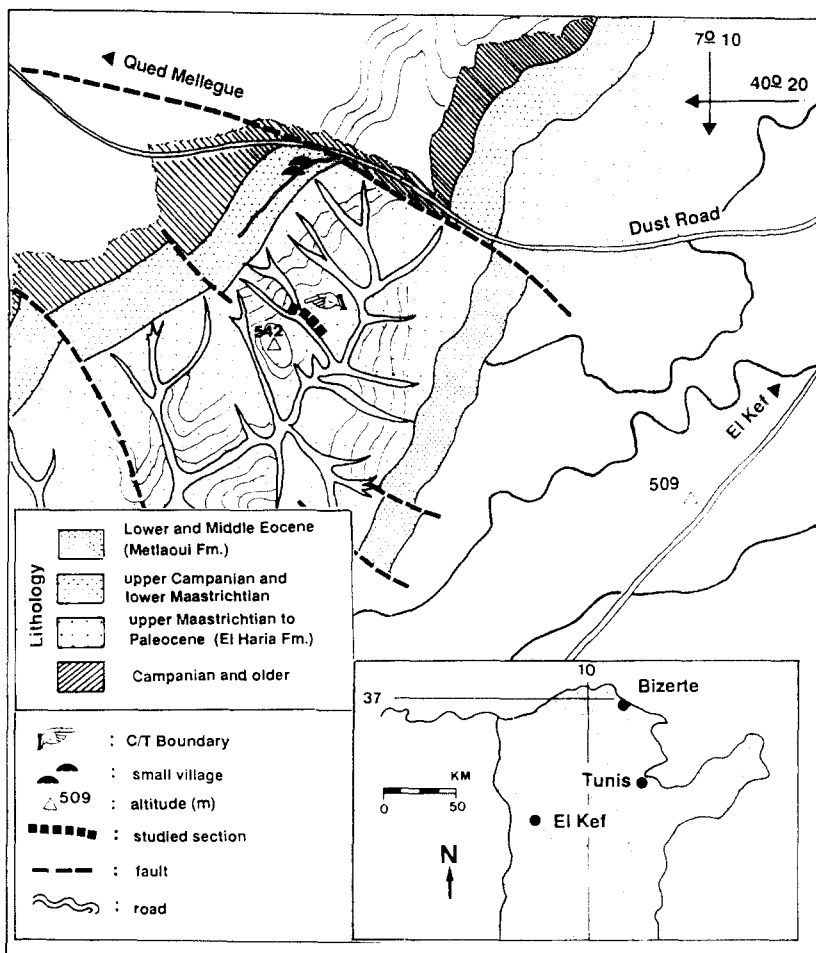 Qued Mellegue
7º 10
40º 20
Dust Road
542
El Kef
509
Lithology
Lower and Middle Eocene
(Metlaoui Fm.)
upper Campanian and
lower Maastrichtian
upper Maastrichtian to
Paleocene (El Haria Fm.)
Campanian and older
: C/T Boundary
: small village
509 : altitude (m)
: studied section
: fault
: road
10
37
Bizerte
KM
0 50
Tunis
El Kef
N